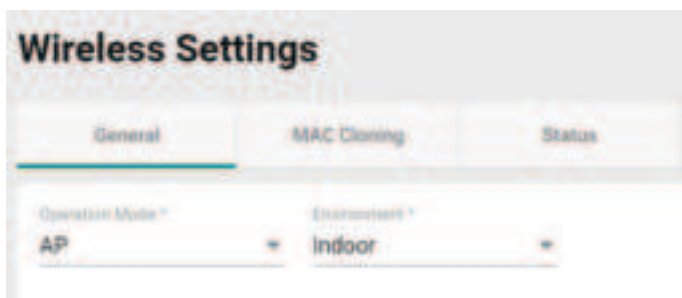 Wireless Settings
General MAC Cloning Status
Operation Mode * Environment *
AP Indoor